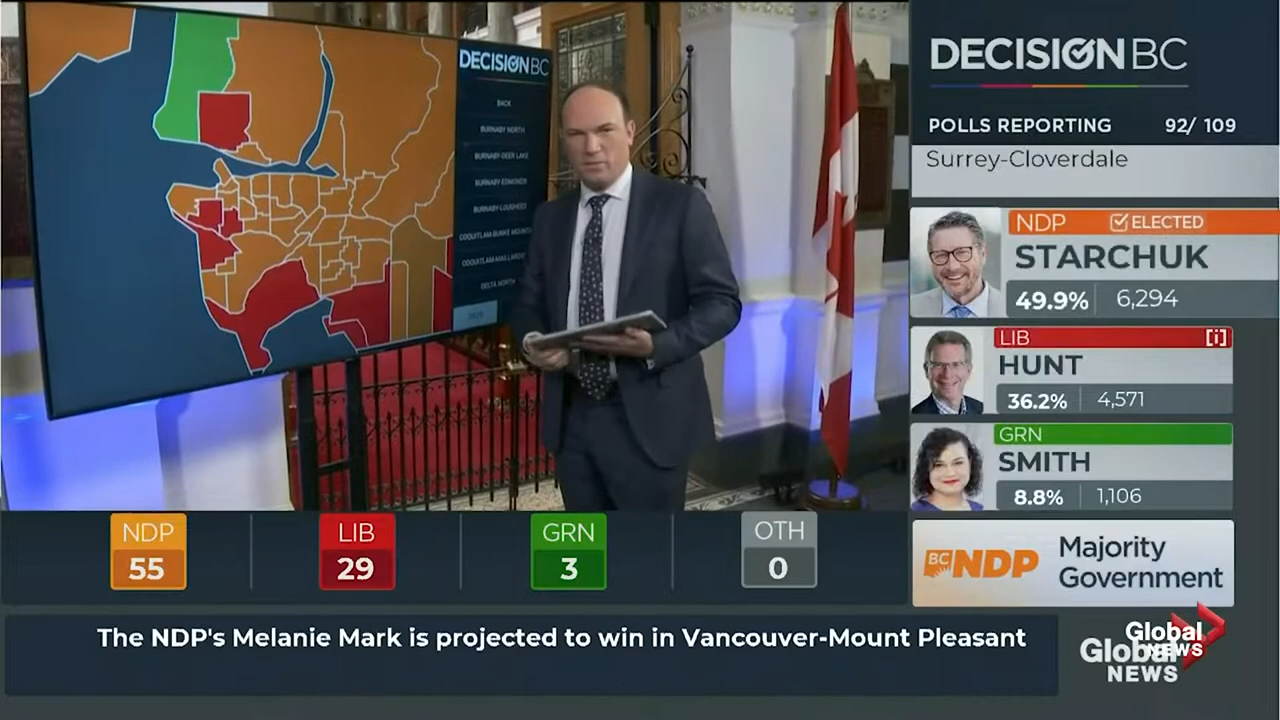 DECISION BC
BACK
BURNABY NORTH
BURNABY-DEER LAKE
BURNABY-EDMONDS
BURNABY-LOUGHEED
COQUITLAM-BURKE MOUNTAIN
COQUITLAM-MAILLARDVILLE
DELTA NORTH
DECISION BC
POLLS REPORTING 92/ 109
Surrey-Cloverdale
NDP ELECTED
STARCHUK
49.9% 6,294
LIB [i]
HUNT
36.2% 4,571
GRN
SMITH
8.8% 1,106
BC NDP
Majority
Government
NDP LIB GRN OTH
55 29 3 0
The NDP's Melanie Mark is projected to win in Vancouver-Mount Pleasant
Global
NEWS
Global
NEWS